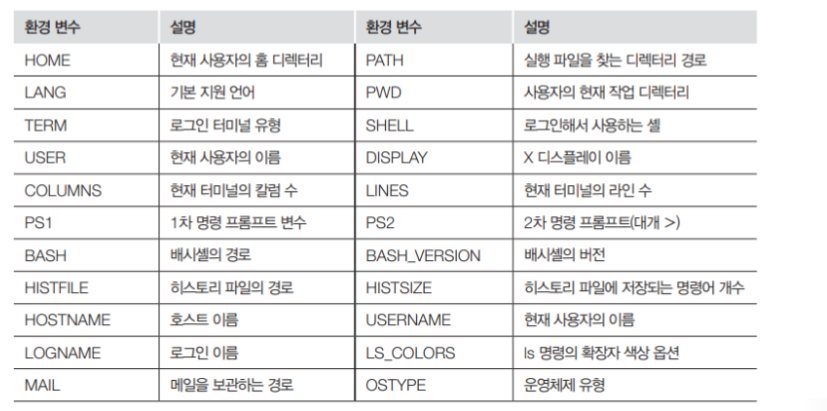 환경 변수 설명 환경 변수 설명
HOME 현재 사용자의 홈 디렉터리 PATH 실행 파일을 찾는 디렉터리 경로
LANG 기본 지원 언어 PWD 사용자의 현재 작업 디렉터리
TERM 로그인 터미널 유형 SHELL 로그인해서 사용하는 셸
USER 현재 사용자의 이름 DISPLAY X 디스플레이 이름
COLUMNS 현재 터미널의 칼럼 수 LINES 현재 터미널의 라인 수
PS1 1차 명령 프롬프트 변수 PS2 2차 명령 프롬프트(대개 >)
BASH 배시셸의 경로 BASH_VERSION 배시셸의 버전
HISTFILE 히스토리 파일의 경로 HISTSIZE 히스토리 파일에 저장되는 명령어 개수
HOSTNAME 호스트 이름 USERNAME 현재 사용자의 이름
LOGNAME 로그인 이름 LS_COLORS ls 명령의 확장자 색상 옵션
MAIL 메일을 보관하는 경로 OSTYPE 운영체제 유형